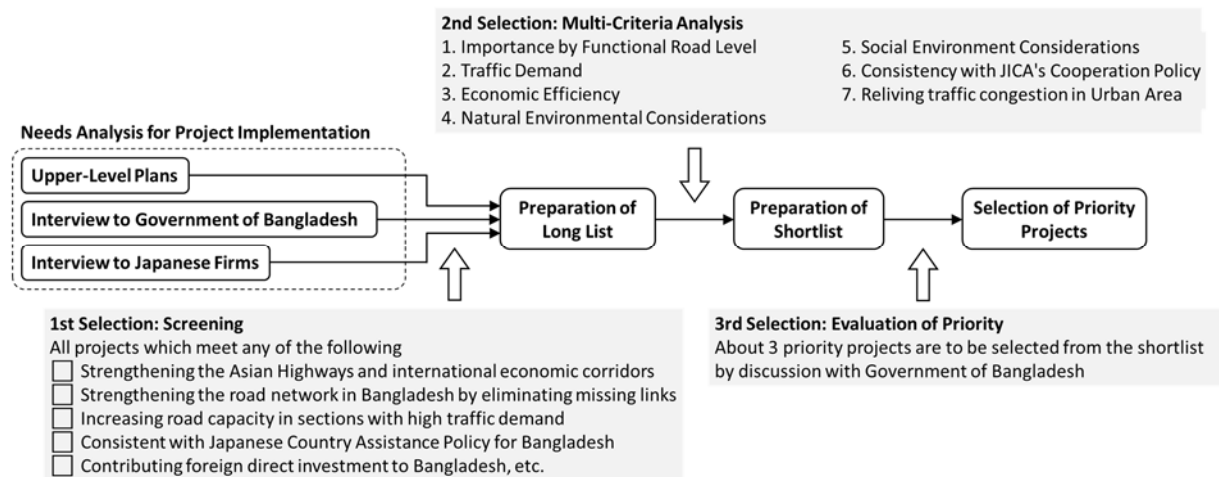 2nd Selection: Multi-Criteria Analysis
1. Importance by Functional Road Level
2. Traffic Demand
3. Economic Efficiency
4. Natural Environmental Considerations
5. Social Environment Considerations
6. Consistency with JICA's Cooperation Policy
7. Reliving traffic congestion in Urban Area
Needs Analysis for Project Implementation
Upper-Level Plans
Interview to Government of Bangladesh
Interview to Japanese Firms
Preparation of
Long List
Preparation of
Shortlist
Selection of Priority
Projects
1st Selection: Screening
All projects which meet any of the following
Strengthening the Asian Highways and international economic corridors
Strengthening the road network in Bangladesh by eliminating missing links
Increasing road capacity in sections with high traffic demand
Consistent with Japanese Country Assistance Policy for Bangladesh
Contributing foreign direct investment to Bangladesh, etc.
3rd Selection: Evaluation of Priority
About 3 priority projects are to be selected from the shortlist
by discussion with Government of Bangladesh